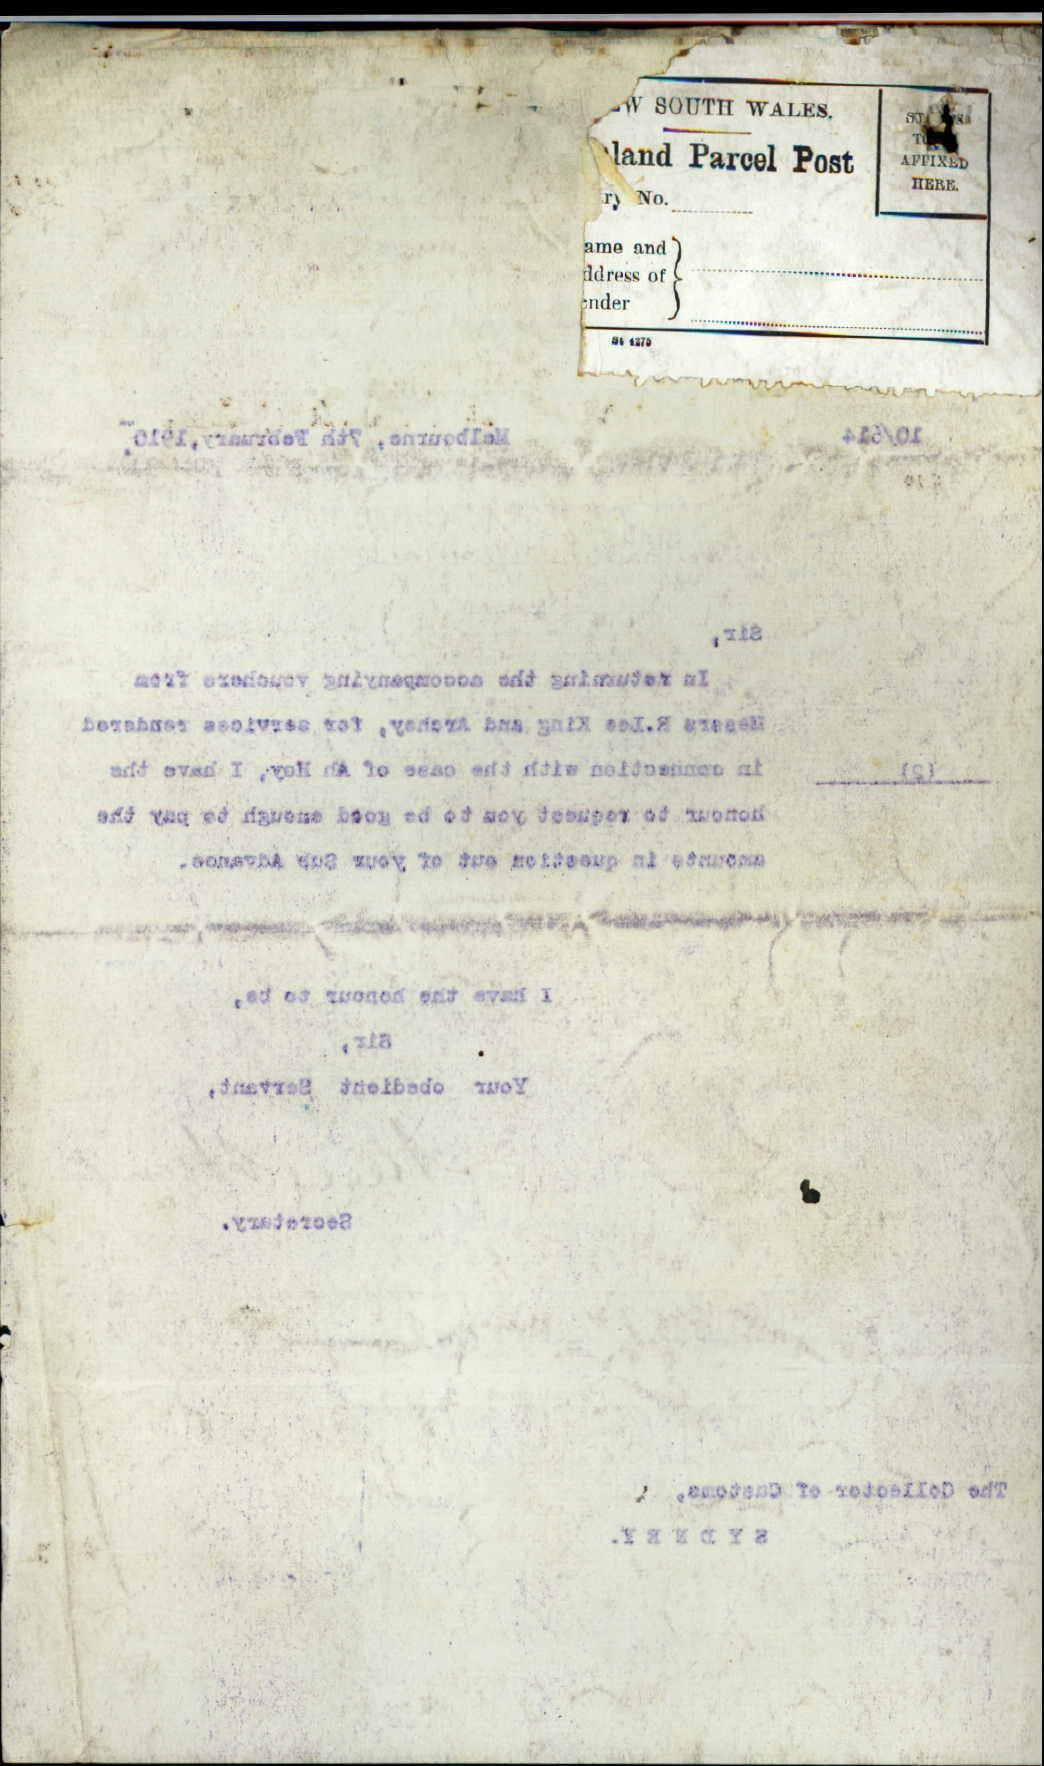 EW SOUTH WALES.
land Parcel Post
ry No.
AFFIXED
HERE.
ame and
ddress of
ender
10/614
Melbourne, 7th February, 1910.
Sir,
In returning the accompanying vouchers from
Messrs R.Lee King and Archey, for services rendered
(2)
in connection with the case of Ah Hoy, I have the
honour to request you to be good enough to pay the
amounts in question out of your Sub Advance.
I have the honour to be,
Sir,
Your obedient Servant,
Secretary.
The Collector of Customs,
S Y D N E Y.